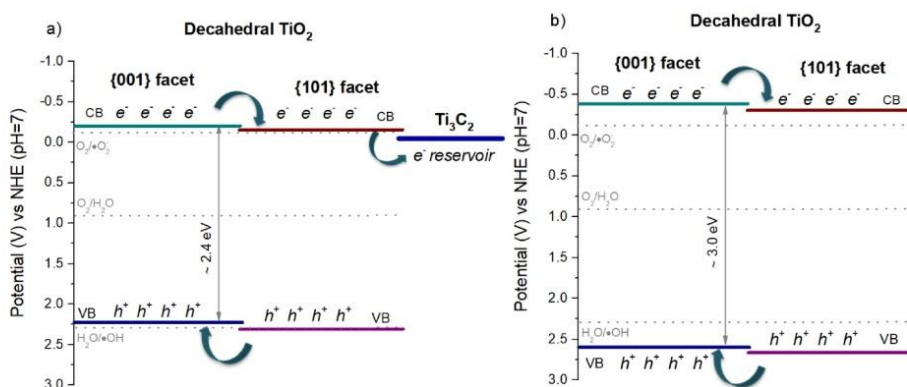 a)
Decahedral TiO₂
{001} facet
{101} facet
CB e⁻ e⁻ e⁻ e⁻
e⁻ e⁻ e⁻ e⁻ CB
Ti₃C₂
e⁻ reservoir
O₂/•O₂⁻
O₂/H₂O
~ 2.4 eV
VB h⁺ h⁺ h⁺ h⁺
h⁺ h⁺ h⁺ h⁺ VB
H₂O/•OH
Potential (V) vs NHE (pH=7)
-1.0
-0.5
0.0
0.5
1.0
1.5
2.0
2.5
3.0
b)
Decahedral TiO₂
{001} facet
{101} facet
CB e⁻ e⁻ e⁻ e⁻
e⁻ e⁻ e⁻ e⁻ CB
O₂/•O₂⁻
O₂/H₂O
~ 3.0 eV
H₂O/•OH
h⁺ h⁺ h⁺ h⁺ VB
VB h⁺ h⁺ h⁺ h⁺
Potential (V) vs NHE (pH=7)
-1.0
-0.5
0.0
0.5
1.0
1.5
2.0
2.5
3.0